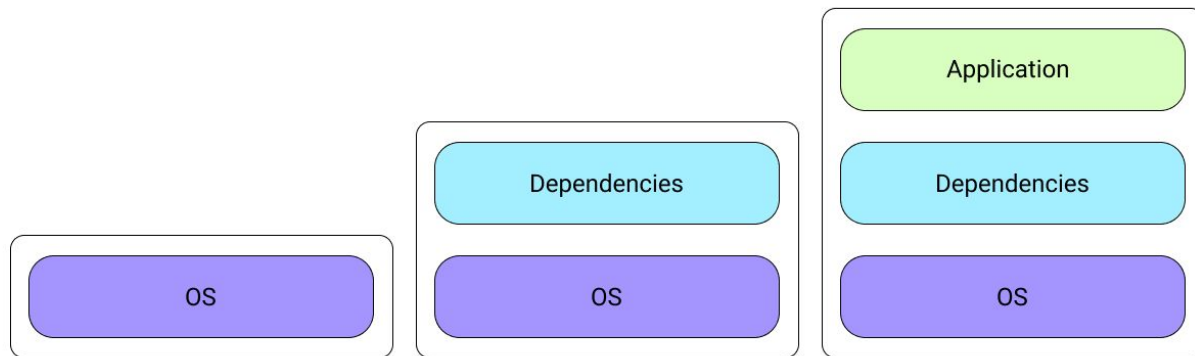 OS
Dependencies
OS
Application
Dependencies
OS